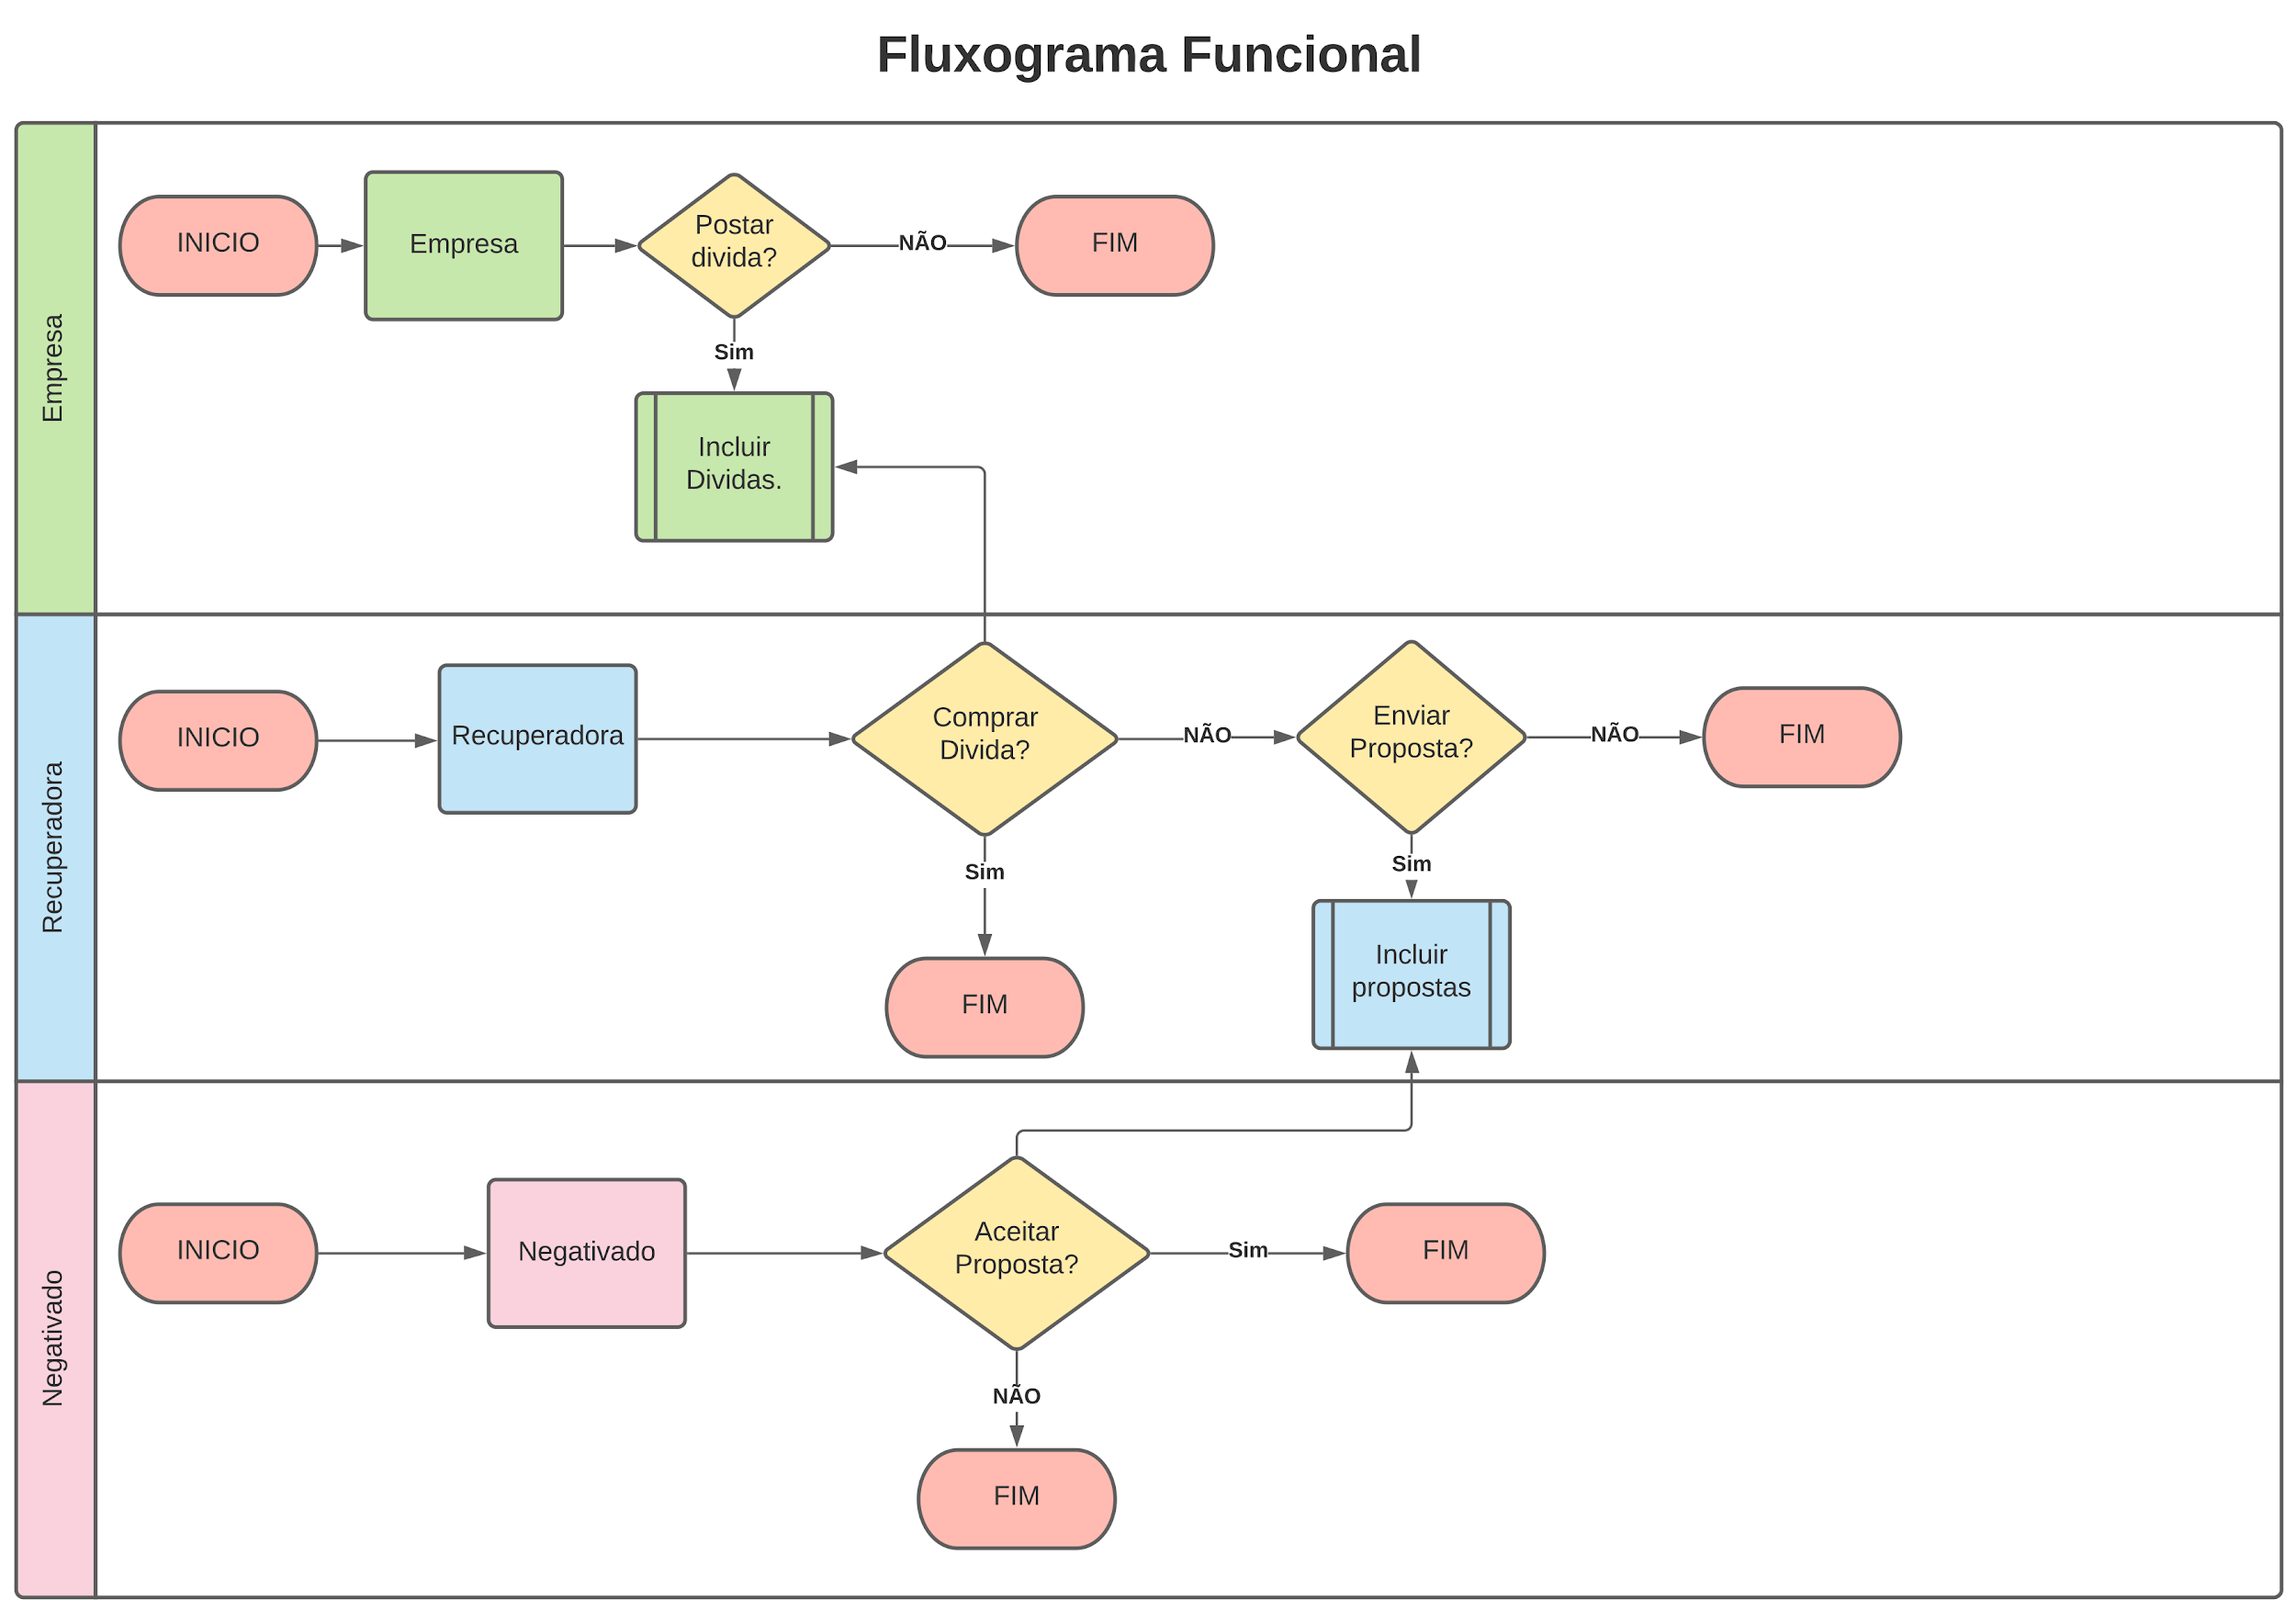 Fluxograma Funcional
Empresa
INICIO
Empresa
Postar
divida?
NÃO
FIM
Sim
Incluir
Dividas.
Recuperadora
INICIO
Recuperadora
Comprar
Divida?
NÃO
Enviar
Proposta?
NÃO
FIM
Sim
Sim
FIM
Incluir
propostas
Negativado
INICIO
Negativado
Aceitar
Proposta?
Sim
FIM
NÃO
FIM